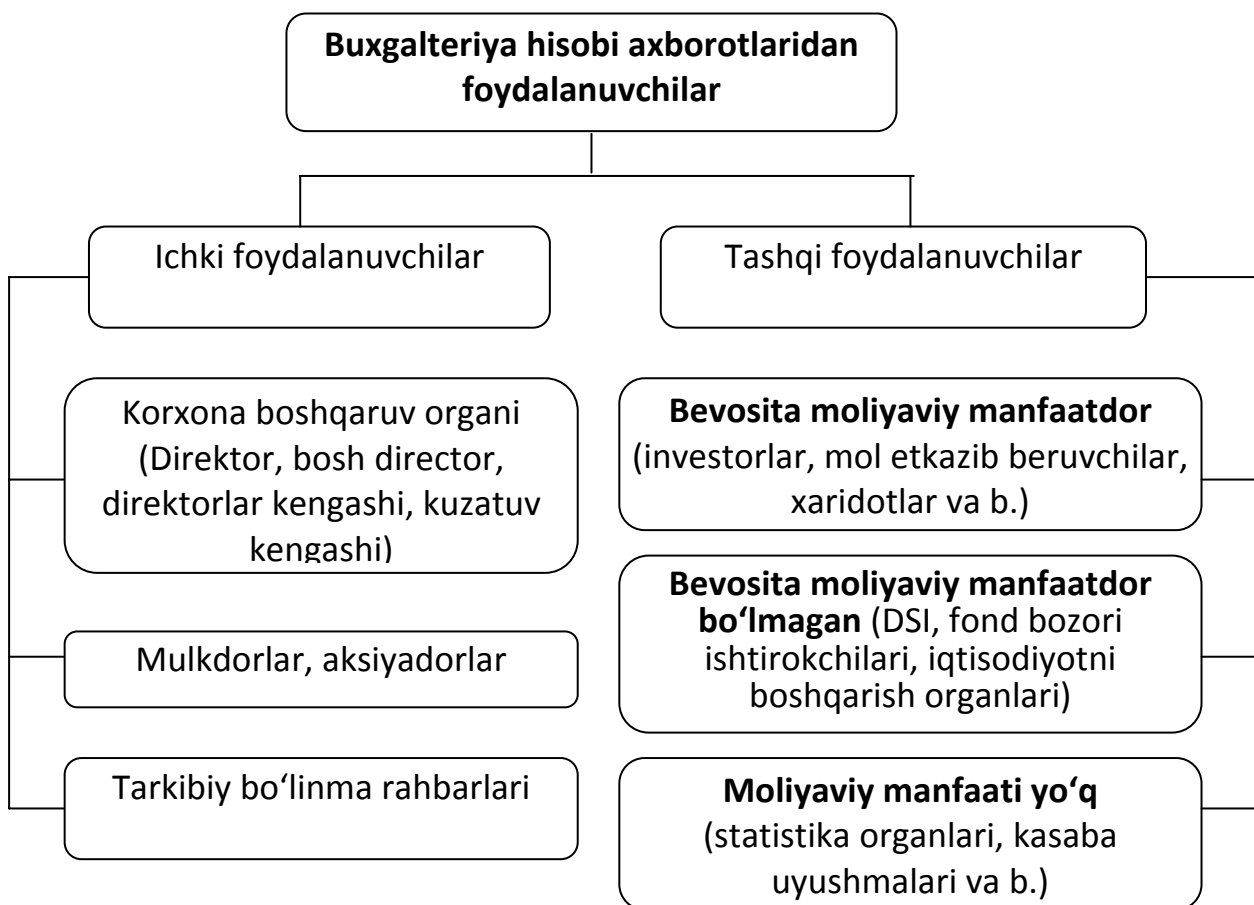 Buxgalteriya hisobi axborotlaridan
foydalanuvchilar
Ichki foydalanuvchilar
Tashqi foydalanuvchilar
Korxona boshqaruv organi
(Direktor, bosh director,
direktorlar kengashi, kuzatuv
kengashi)
Mulkdorlar, aksiyadorlar
Tarkibiy bo‘linma rahbarlari
Bevosita moliyaviy manfaatdor
(investorlar, mol etkazib beruvchilar,
xaridotlar va b.)
Bevosita moliyaviy manfaatdor
bo‘lmagan (DSI, fond bozori
ishtirokchilari, iqtisodiyotni
boshqarish organlari)
Moliyaviy manfaati yo‘q
(statistika organlari, kasaba
uyushmalari va b.)